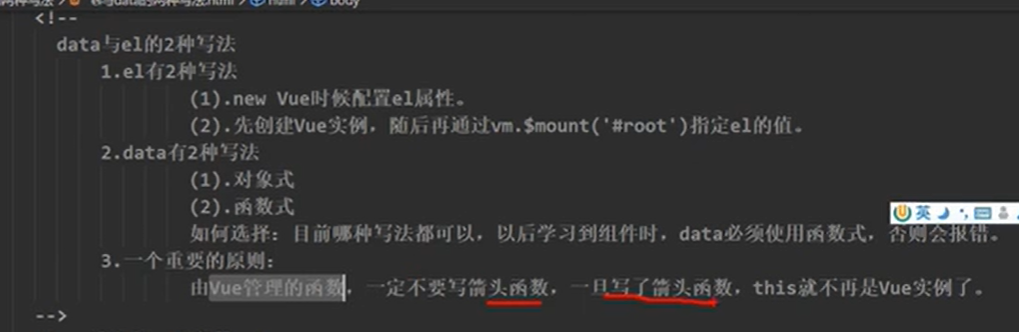 <!--
data与el的2种写法
1.el有2种写法
(1).new Vue时候配置el属性。
(2).先创建Vue实例，随后再通过vm.$mount('#root')指定el的值。
2.data有2种写法
(1).对象式
(2).函数式
英
如何选择：目前哪种写法都可以，以后学习到组件时，data必须使用函数式，否则会报错。
3.一个重要的原则：
由Vue管理的函数，一定不要写箭头函数，一旦写了箭头函数，this就不再是Vue实例了。
-->